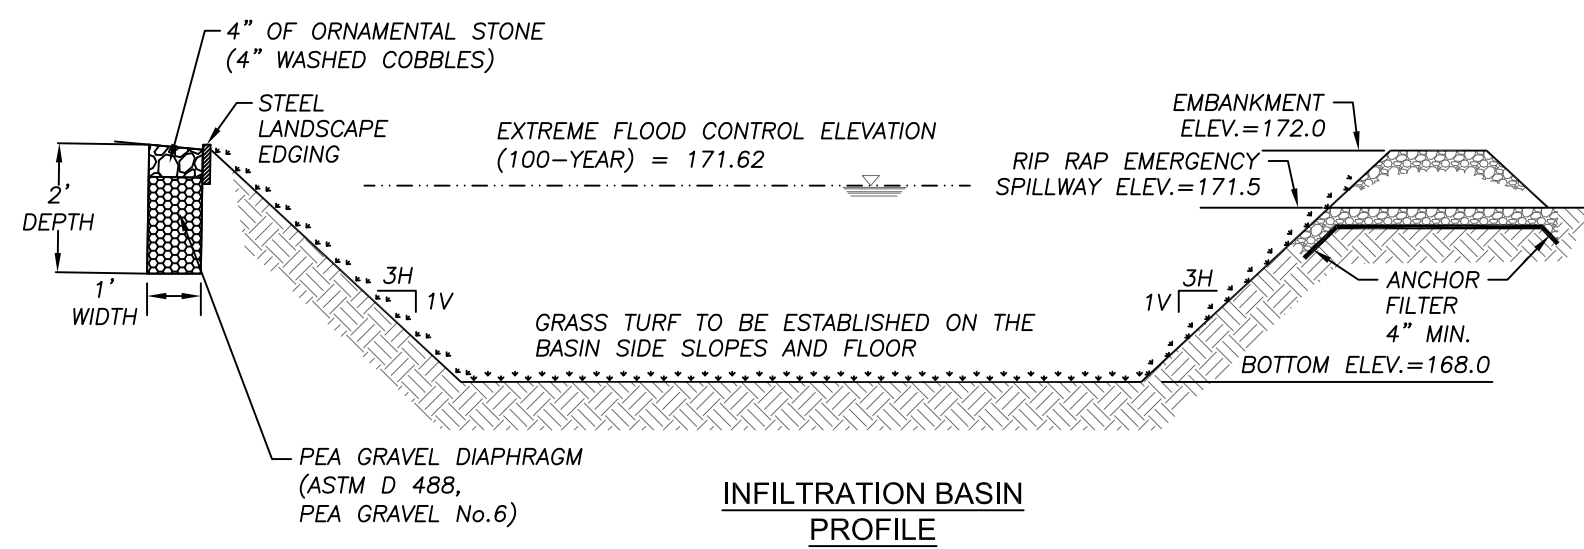 4" OF ORNAMENTAL STONE
(4" WASHED COBBLES)
STEEL
LANDSCAPE
EDGING
EXTREME FLOOD CONTROL ELEVATION
(100-YEAR) = 171.62
EMBANKMENT
ELEV.=172.0
RIP RAP EMERGENCY
SPILLWAY ELEV.=171.5
2'
DEPTH
1'
WIDTH
3H
1V
3H
1V
GRASS TURF TO BE ESTABLISHED ON THE
BASIN SIDE SLOPES AND FLOOR
ANCHOR
FILTER
4" MIN.
BOTTOM ELEV.=168.0
PEA GRAVEL DIAPHRAGM
(ASTM D 488,
PEA GRAVEL No.6)
INFILTRATION BASIN
PROFILE